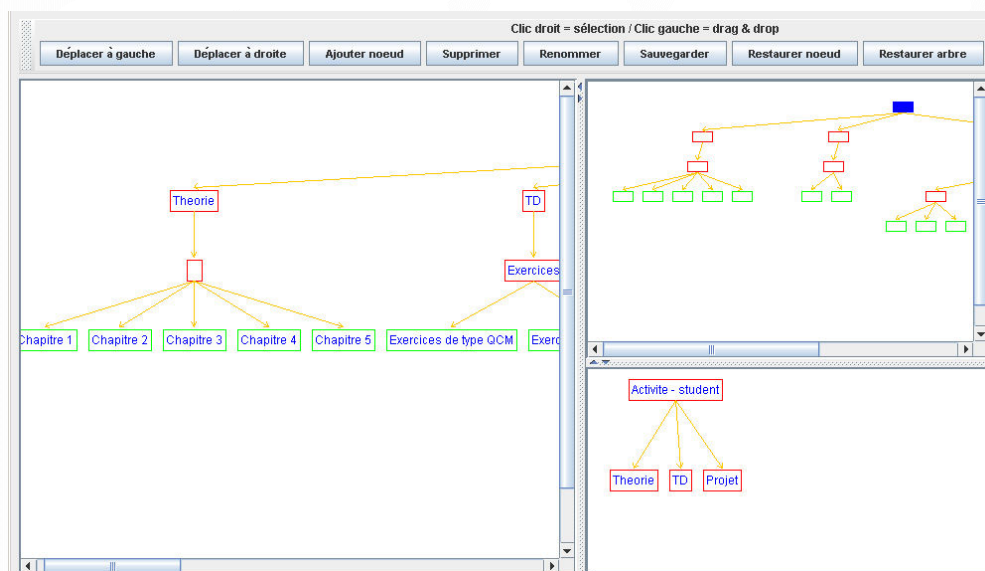 Clic droit = sélection / Clic gauche = drag & drop
Déplacer à gauche Déplacer à droite Ajouter noeud Supprimer Renommer Sauvegarder Restaurer noeud Restaurer arbre
Theorie TD
Exercices
Chapitre 1 Chapitre 2 Chapitre 3 Chapitre 4 Chapitre 5 Exercices de type QCM Exerc
Activite - student
Theorie TD Projet